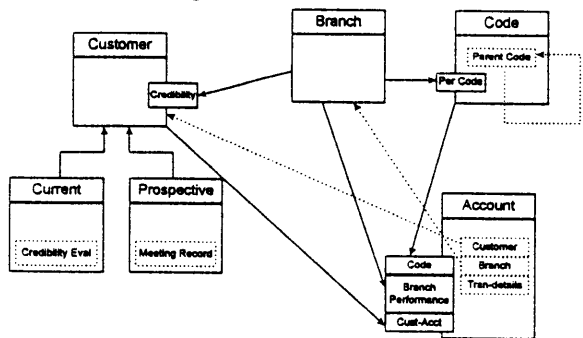 Customer
Branch
Code
Parent Code
Credibility
Per Code
Current
Prospective
Credibility Eval
Meeting Record
Account
Customer
Branch
Tran-details
Code
Branch
Performance
Cust-Acct